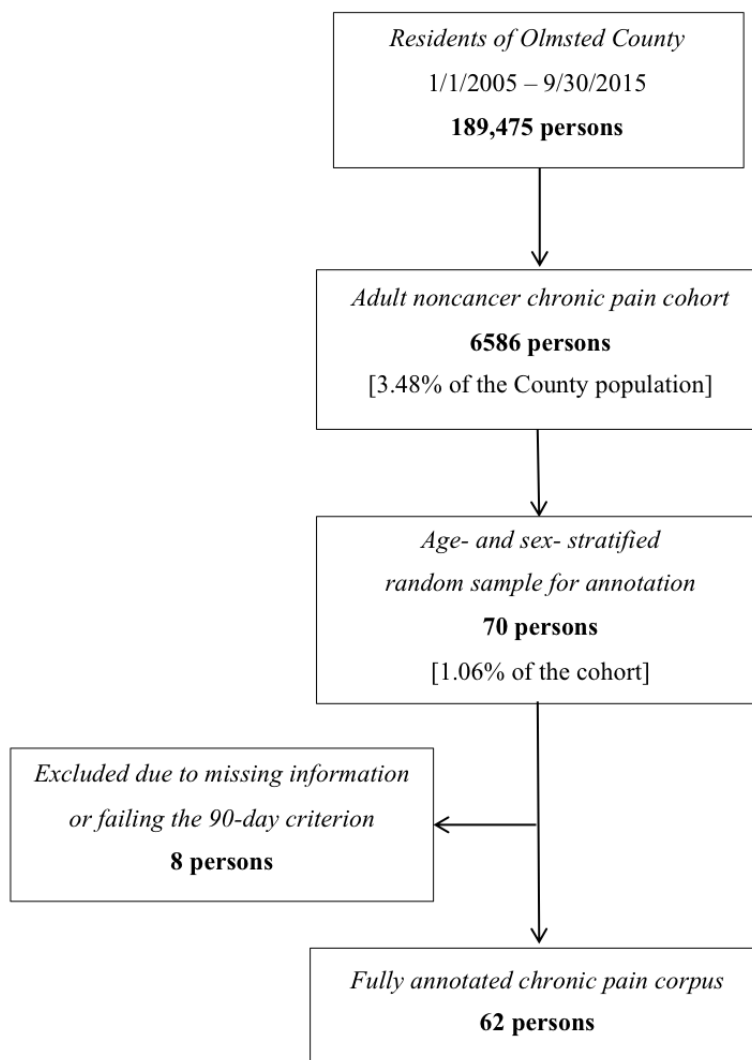 Residents of Olmsted County
1/1/2005 – 9/30/2015
189,475 persons
Adult noncancer chronic pain cohort
6586 persons
[3.48% of the County population]
Age- and sex- stratified
random sample for annotation
70 persons
[1.06% of the cohort]
Excluded due to missing information
or failing the 90-day criterion
8 persons
Fully annotated chronic pain corpus
62 persons